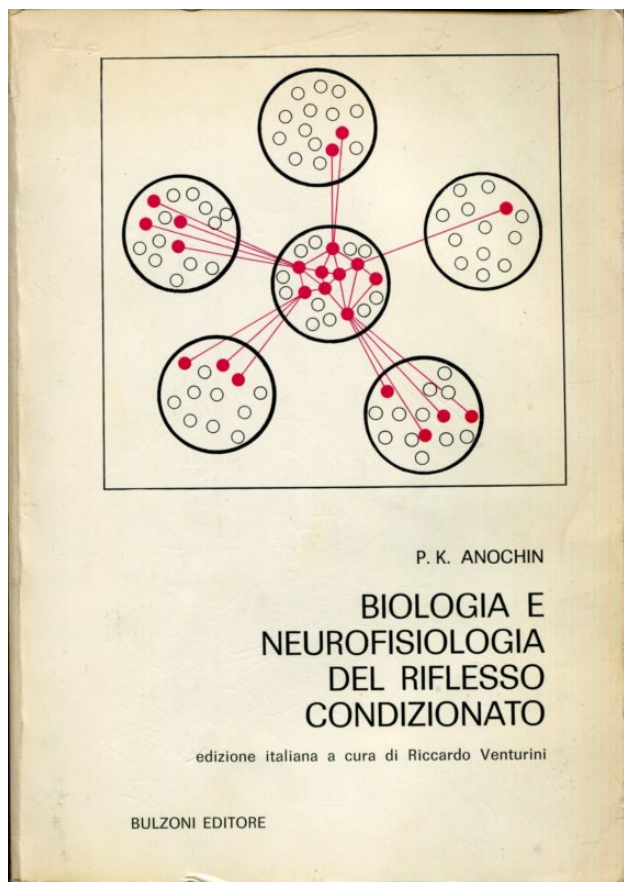 P. K. ANOCHIN
BIOLOGIA E
NEUROFISIOLOGIA
DEL RIFLESSO
CONDIZIONATO
edizione italiana a cura di Riccardo Venturini
BULZONI EDITORE